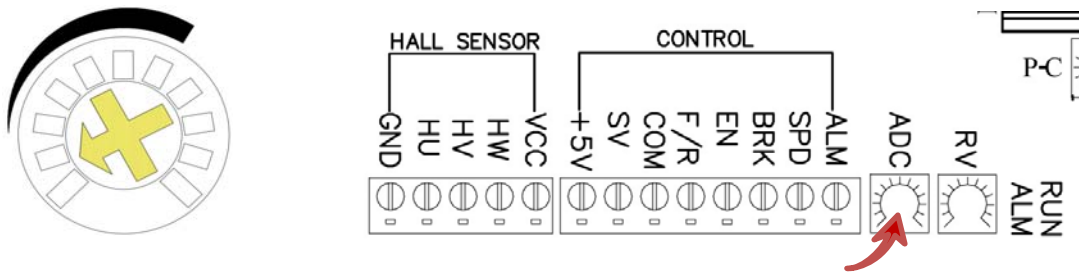 HALL SENSOR
CONTROL
P-C
GND
HU
HV
HW
VCC
+5V
SV
COM
F/R
EN
BRK
SPD
ALM
ADC
RV
RUN
ALM